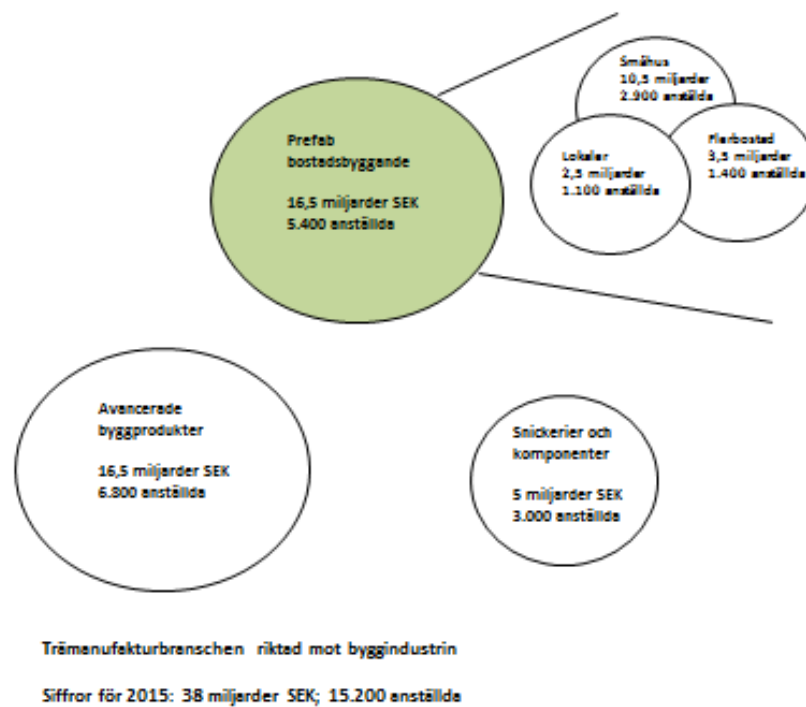 Prefab
bostadsbyggande
16,5 miljarder SEK
5.400 anställda
Småhus
10,5 miljarder
2.900 anstälda
Flerbostad
3,5 miljarder
1.400 anställda
Lokaler
2,5 miljarder
1.100 anställda
Avancerade
byggprodukter
16,5 miljarder SEK
6.800 anställda
Snickerier och
komponenter
5 miljarder SEK
3.000 anställda
Trämanufakturbranschen riktad mot byggindustrin
Siffror för 2015: 38 miljarder SEK; 15.200 anställda